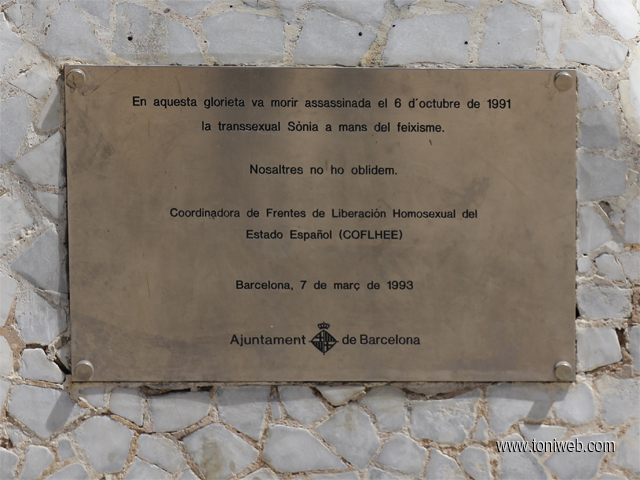 En aquesta glorieta va morir assassinada el 6 d'octubre de 1991
la transsexual Sònia a mans del feixisme.
Nosaltres no ho oblidem.
Coordinadora de Frentes de Liberación Homosexual del
Estado Español (COFLHEE)
Barcelona, 7 de març de 1993
Ajuntament de Barcelona
www.toniweb.com